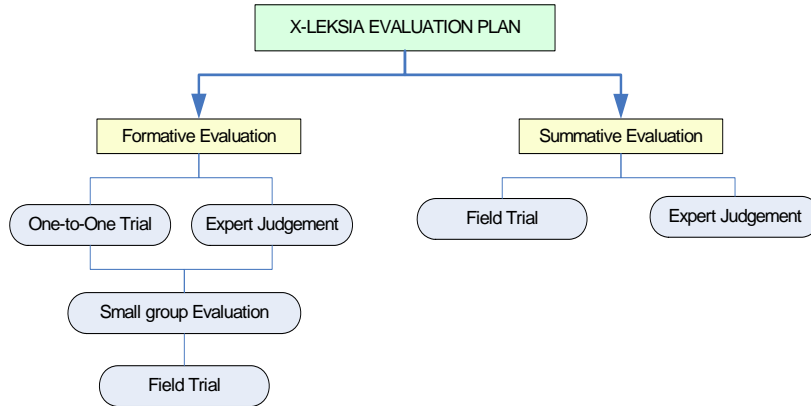 X-LEKSIA EVALUATION PLAN
Formative Evaluation
Summative Evaluation
One-to-One Trial
Expert Judgement
Field Trial
Expert Judgement
Small group Evaluation
Field Trial